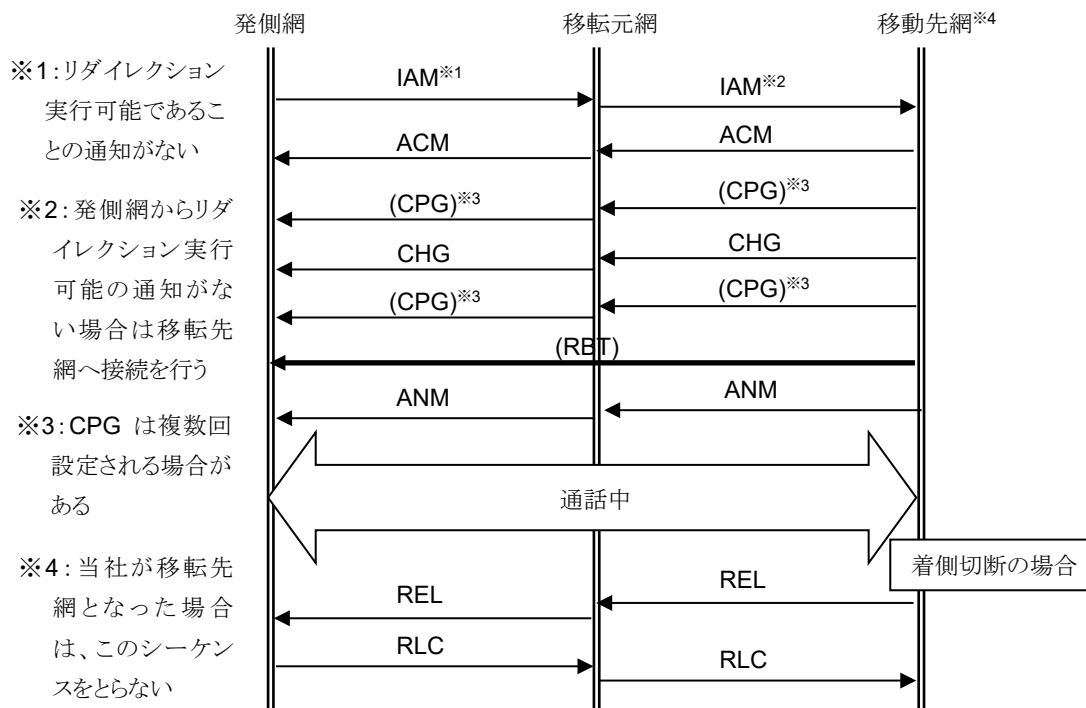 発側網 移転元網 移動先網※4
※1:リダイレクション
実行可能であるこ
との通知がない
※2:発側網からリダ
イレクション実行
可能の通知がな
い場合は移転先
網へ接続を行う
※3:CPG は複数回
設定される場合が
ある
※4:当社が移転先
網となった場合
は、このシーケン
スをとらない
IAM※1 IAM※2
ACM ACM
(CPG)※3 (CPG)※3
CHG CHG
(CPG)※3 (CPG)※3
(RBT)
ANM ANM
通話中
着側切断の場合
REL REL
RLC RLC